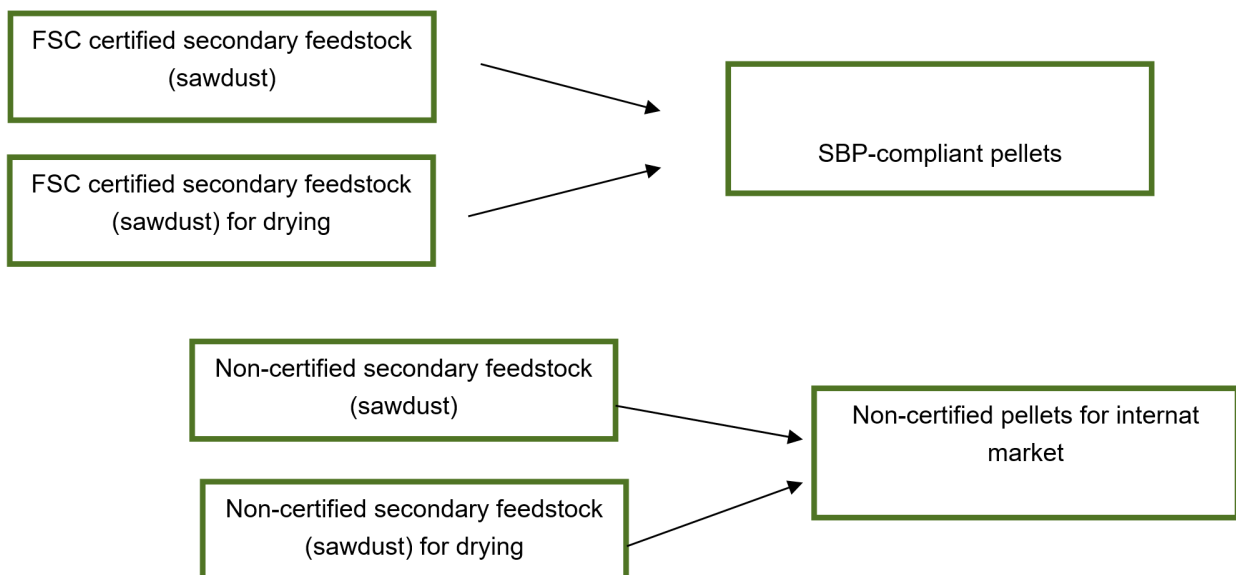 FSC certified secondary feedstock
(sawdust)
SBP-compliant pellets
FSC certified secondary feedstock
(sawdust) for drying
Non-certified secondary feedstock
(sawdust)
Non-certified pellets for internat
market
Non-certified secondary feedstock
(sawdust) for drying